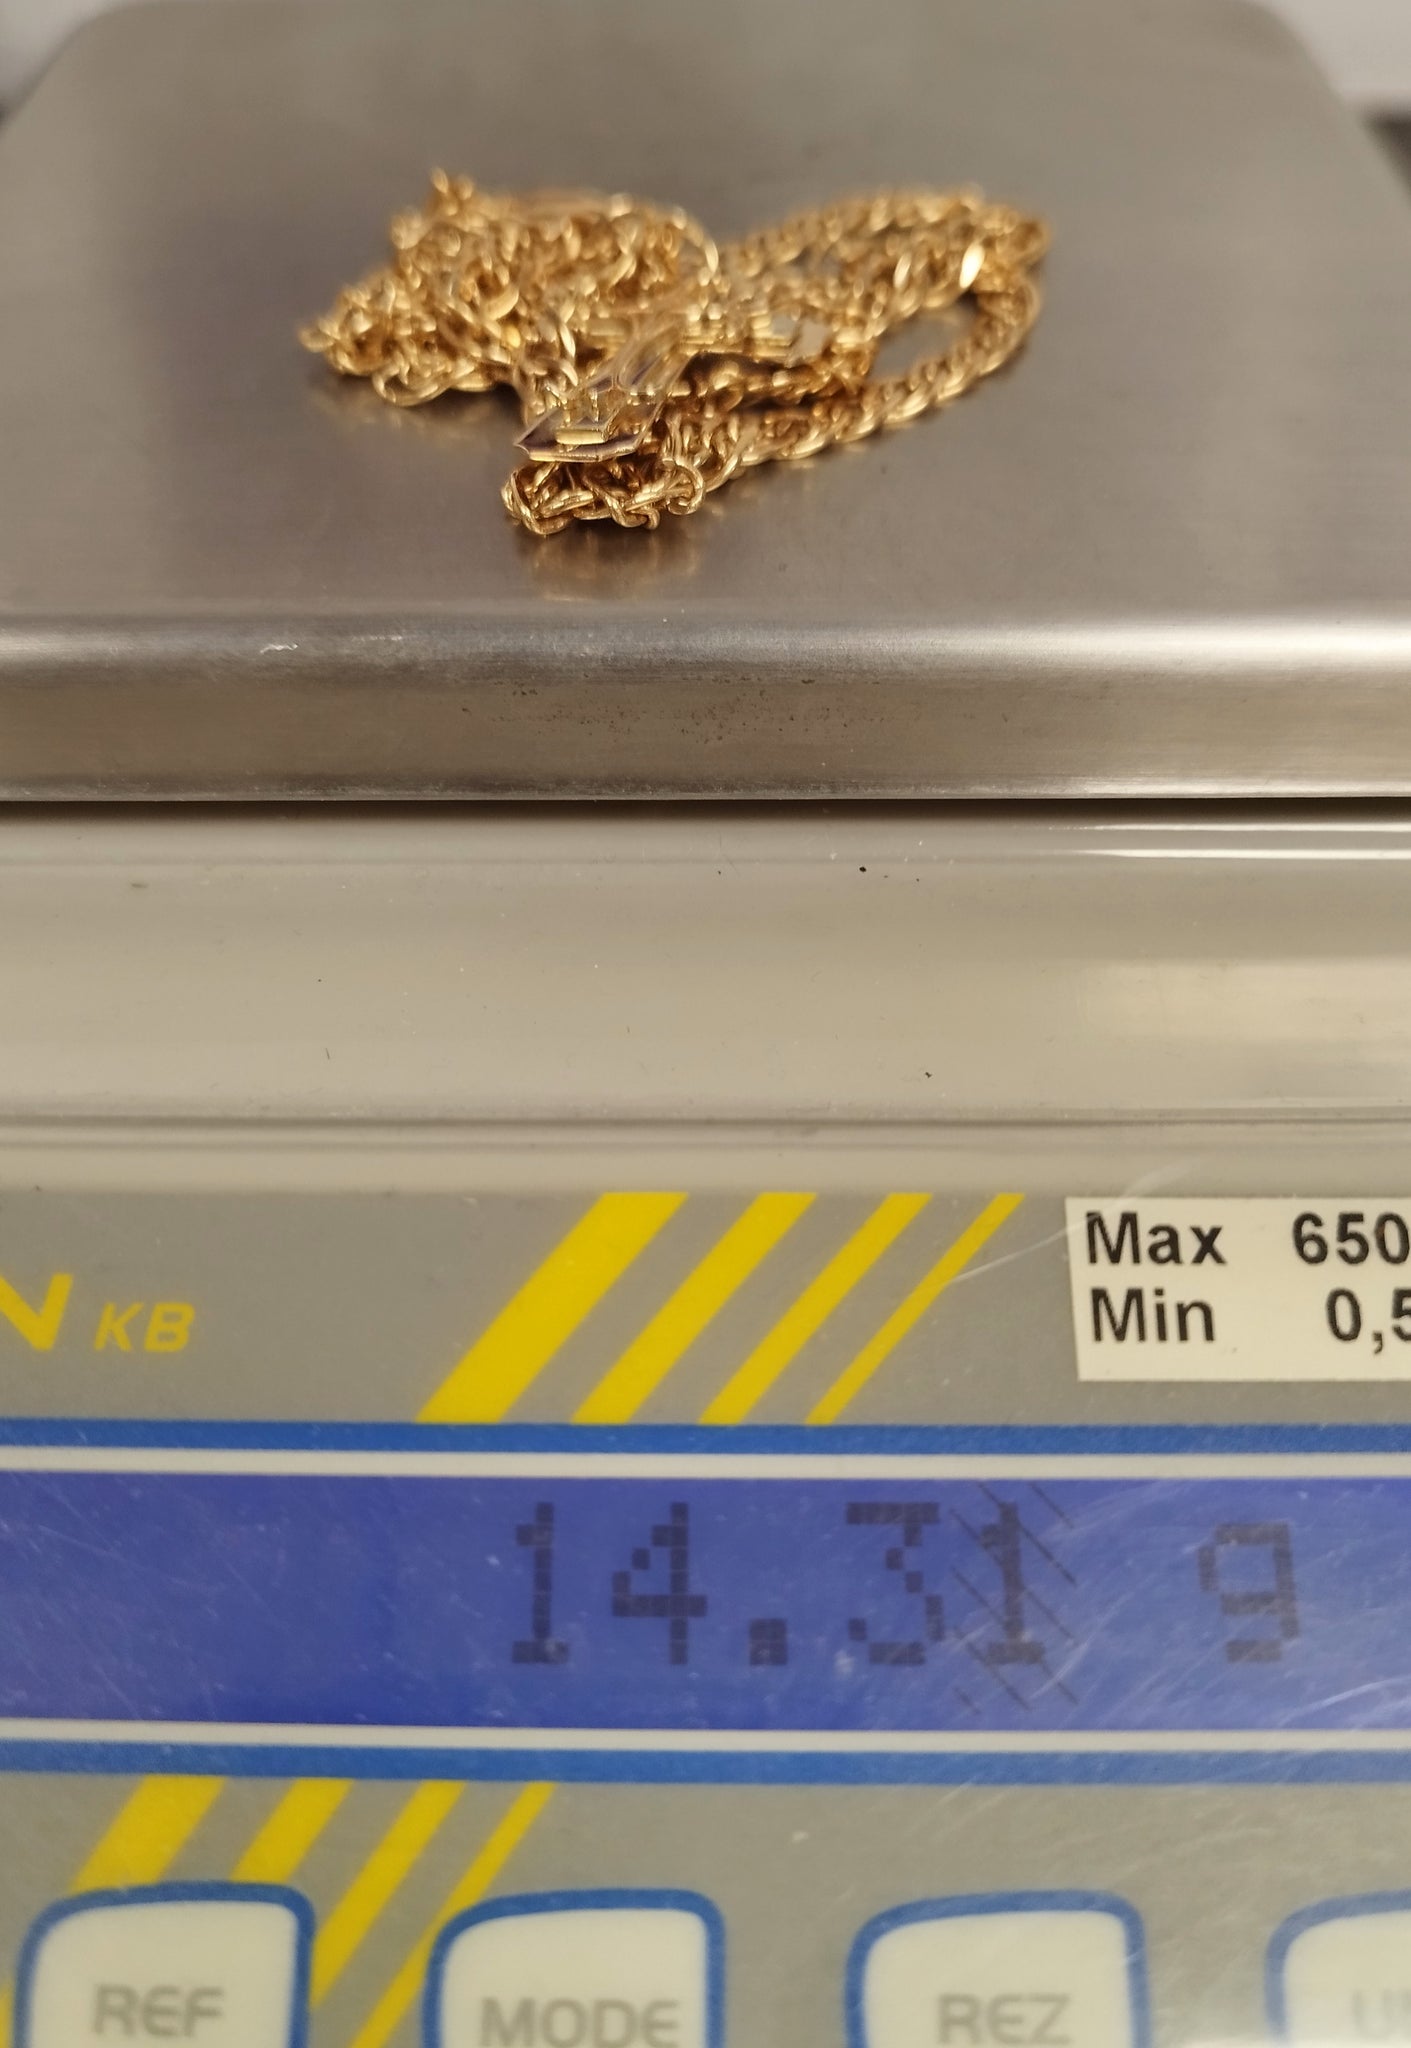 N KB
Max 650
Min 0,5
14.31 g
REF MODE REZ